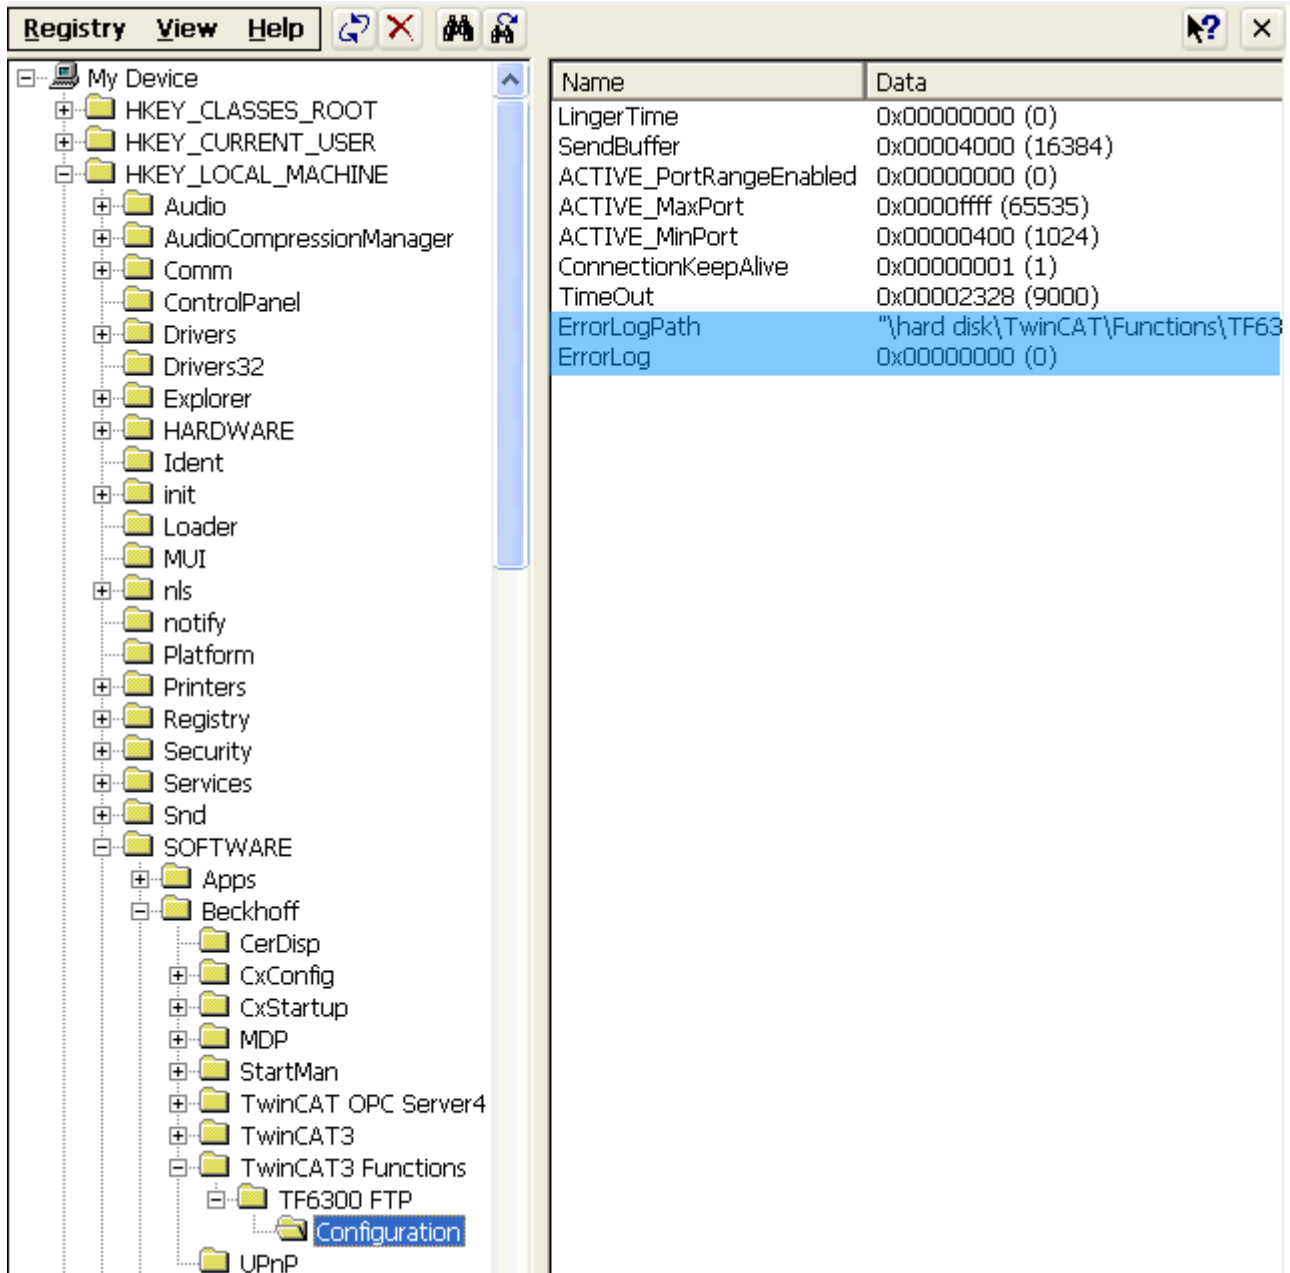 Registry View Help
My Device
HKEY_CLASSES_ROOT
HKEY_CURRENT_USER
HKEY_LOCAL_MACHINE
Audio
AudioCompressionManager
Comm
ControlPanel
Drivers
Drivers32
Explorer
HARDWARE
Ident
init
Loader
MUI
nls
notify
Platform
Printers
Registry
Security
Services
Snd
SOFTWARE
Apps
Beckhoff
CerDisp
CxConfig
CxStartup
MDP
StartMan
TwinCAT OPC Server4
TwinCAT3
TwinCAT3 Functions
TF6300 FTP
Configuration
UPnP
Name Data
LingerTime 0x00000000 (0)
SendBuffer 0x00004000 (16384)
ACTIVE_PortRangeEnabled 0x00000000 (0)
ACTIVE_MaxPort 0x0000ffff (65535)
ACTIVE_MinPort 0x00000400 (1024)
ConnectionKeepAlive 0x00000001 (1)
TimeOut 0x00002328 (9000)
ErrorLogPath "\hard disk\TwinCAT\Functions\TF63
ErrorLog 0x00000000 (0)